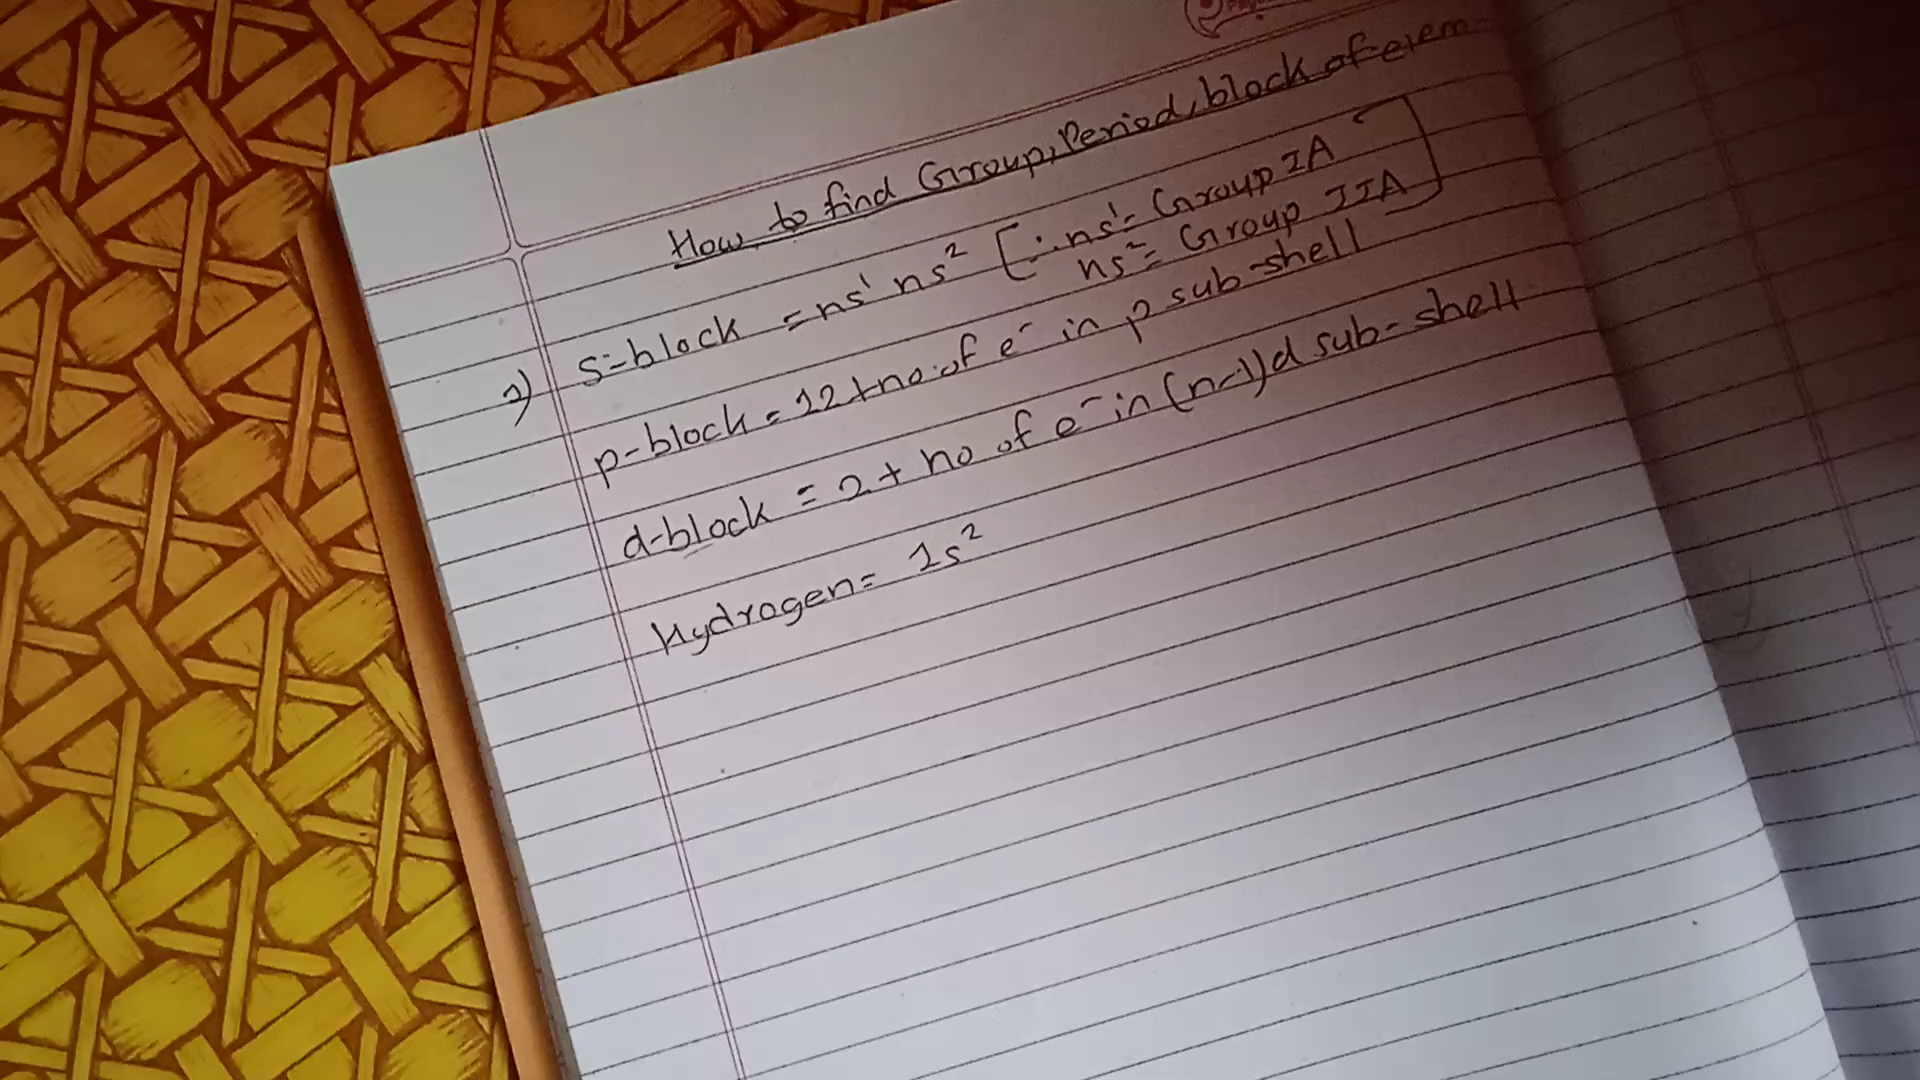 How to find Group, Period, block of elem
1) s-block = ns¹ ns² [∵ ns¹= Group IA
ns²= Group IIA]
p-block = 12+no. of e⁻ in p sub-shell
d-block = 2 + no of e⁻ in (n-1)d sub-shell
Hydrogen= 1s²